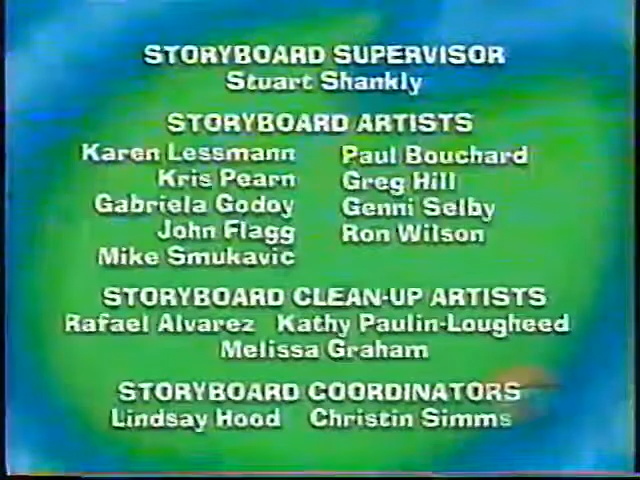 STORYBOARD SUPERVISOR
Stuart Shankly
STORYBOARD ARTISTS
Karen Lessmann Paul Bouchard
Kris Pearn Greg Hill
Gabriela Godoy Genni Selby
John Flagg Ron Wilson
Mike Smukavic
STORYBOARD CLEAN-UP ARTISTS
Rafael Alvarez Kathy Paulin-Lougheed
Melissa Graham
STORYBOARD COORDINATORS
Lindsay Hood Christin Simms